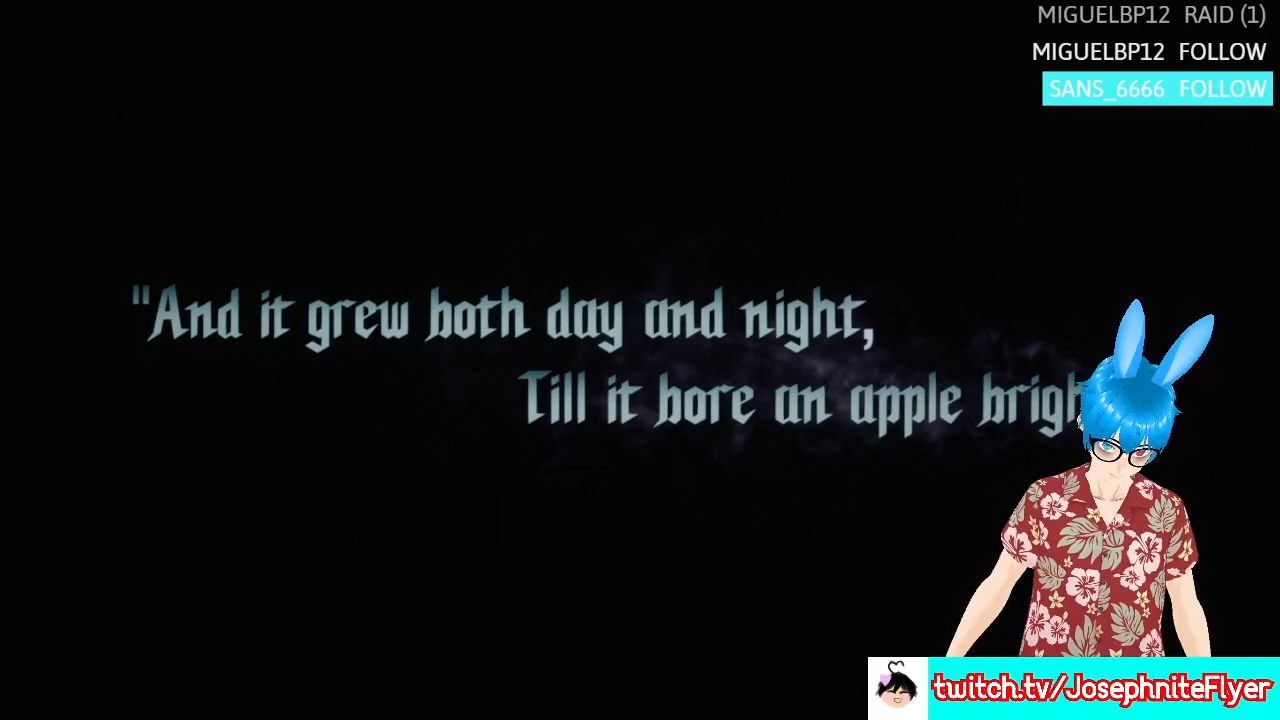 MIGUELBP12 RAID (1)
MIGUELBP12 FOLLOW
SANS_6666 FOLLOW
"And it grew both day and night,
Till it bore an apple brigh
twitch.tv/JosephniteFlyer